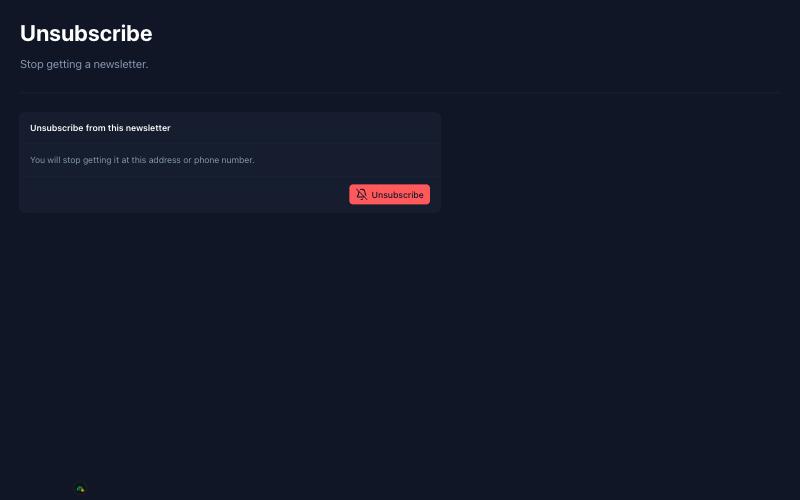 Unsubscribe
Stop getting a newsletter.
Unsubscribe from this newsletter
You will stop getting it at this address or phone number.
Unsubscribe